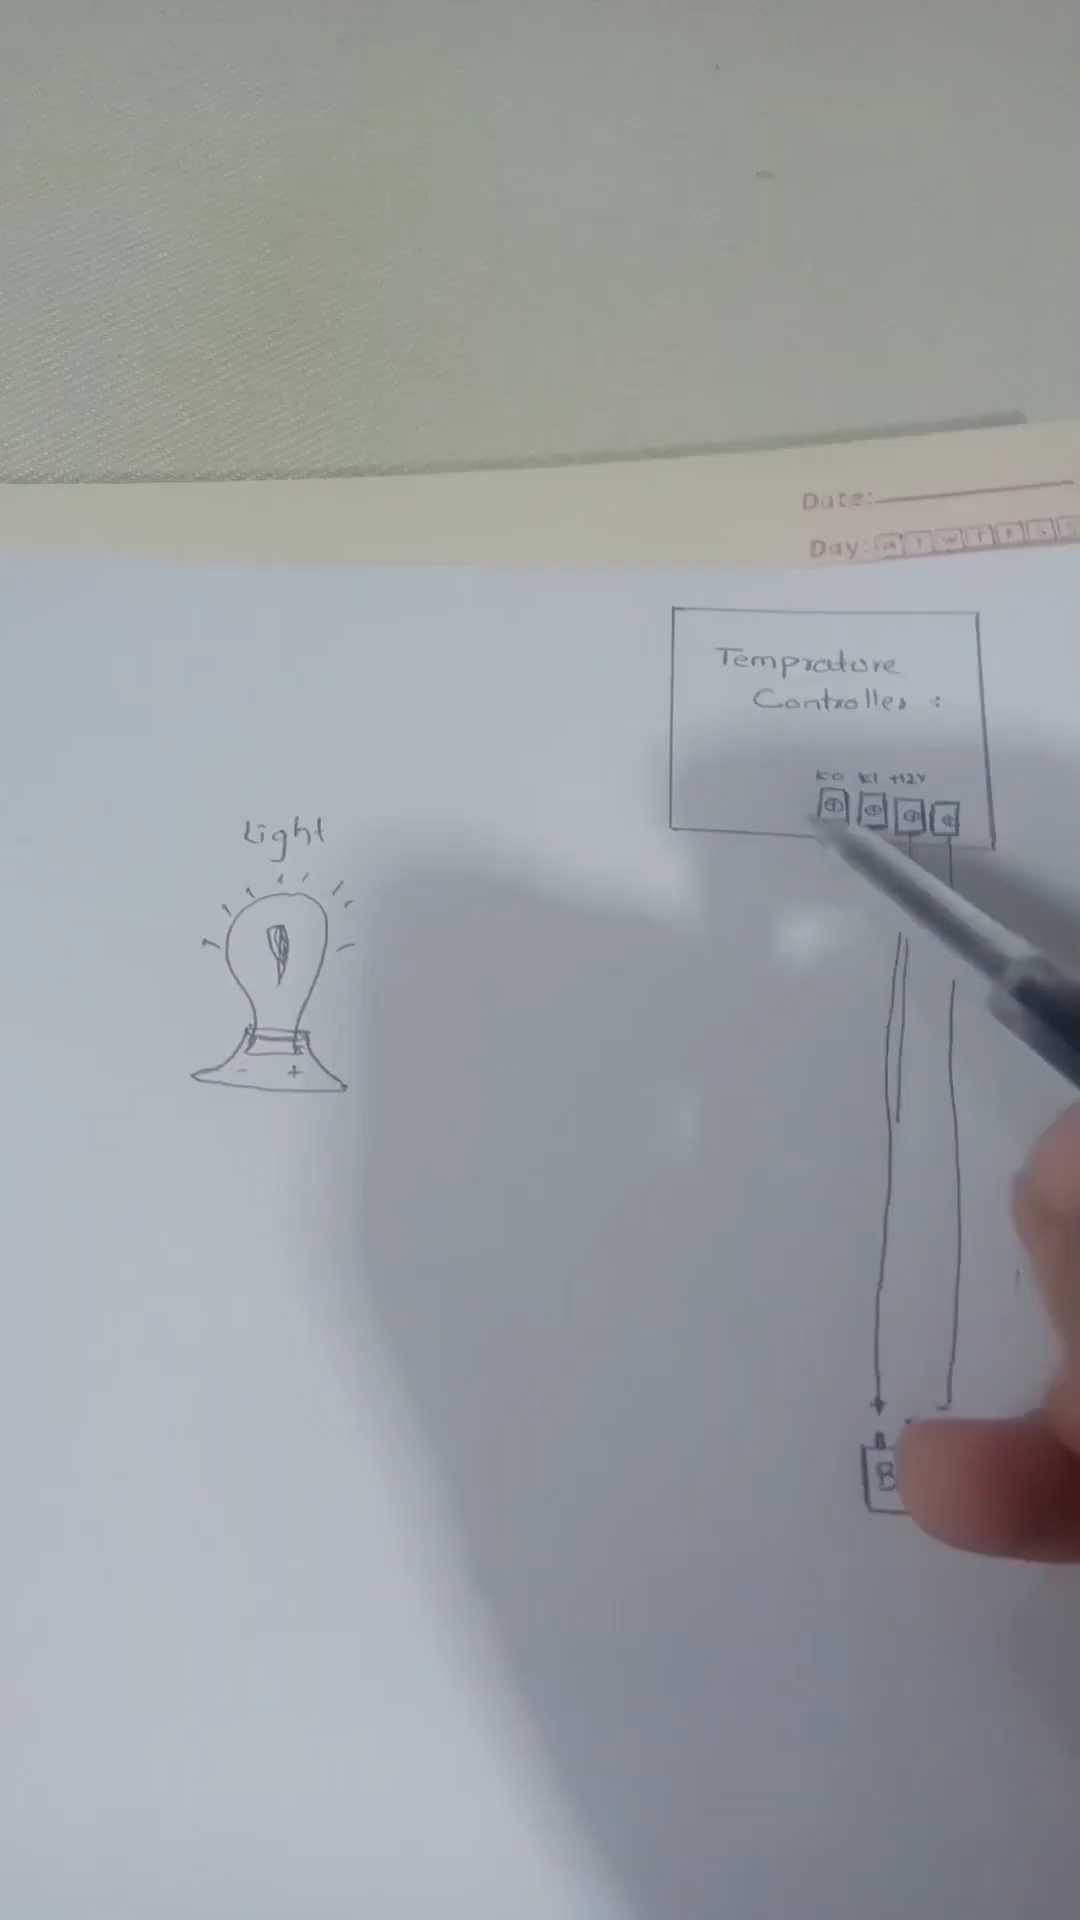 Date:
Day: M T W T F S S
Temprature
Controller :
K0 K1 +12V
Light
- +
+
B